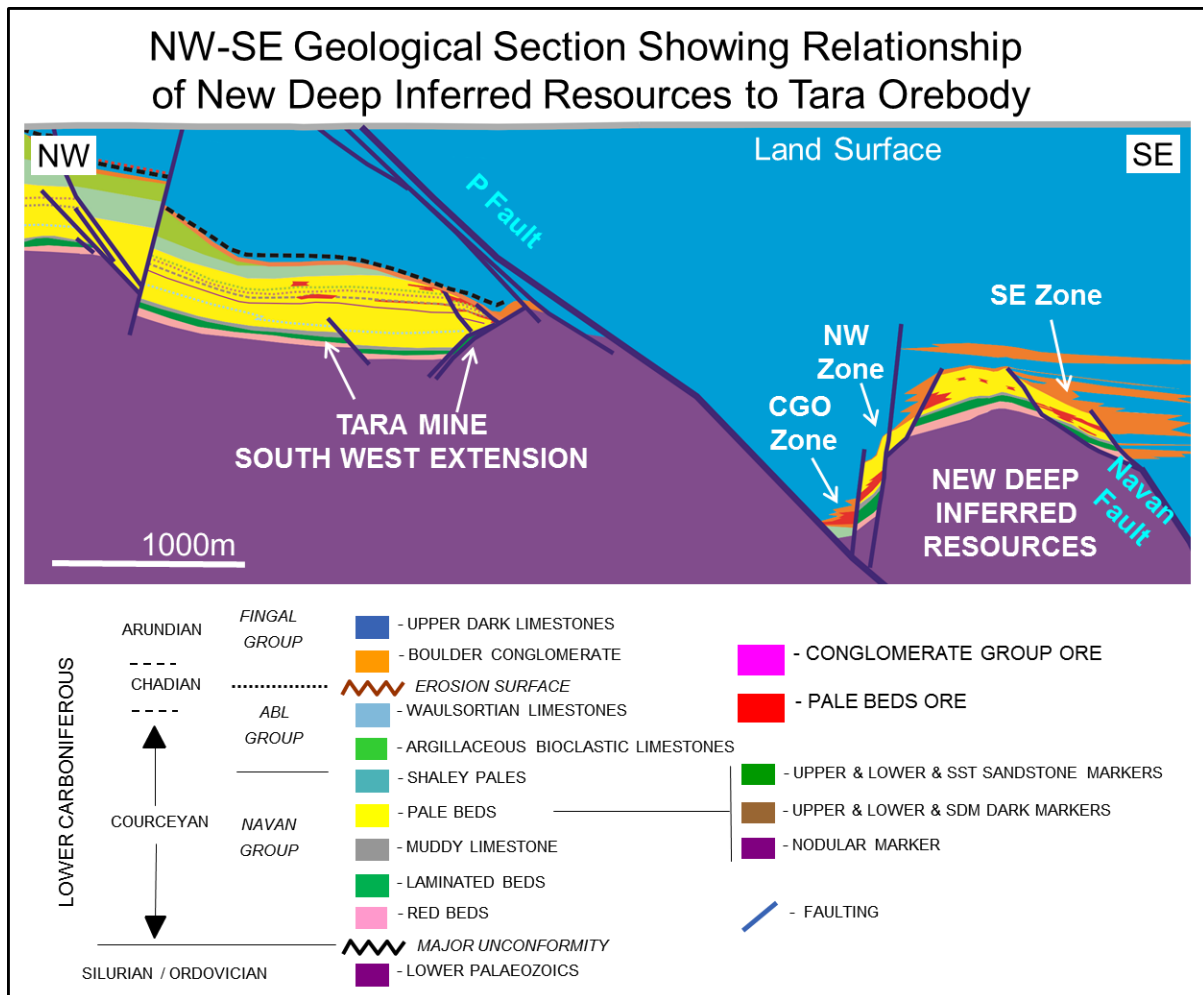 NW-SE Geological Section Showing Relationship
of New Deep Inferred Resources to Tara Orebody
NW
Land Surface
SE
P Fault
SE Zone
NW
Zone
CGO
Zone
TARA MINE
SOUTH WEST EXTENSION
NEW DEEP
INFERRED
RESOURCES
Navan
Fault
1000m
LOWER CARBONIFEROUS
ARUNDIAN
CHADIAN
COURCEYAN
SILURIAN / ORDOVICIAN
FINGAL
GROUP
ABL
GROUP
NAVAN
GROUP
- UPPER DARK LIMESTONES
- BOULDER CONGLOMERATE
EROSION SURFACE
- WAULSORTIAN LIMESTONES
- ARGILLACEOUS BIOCLASTIC LIMESTONES
- SHALEY PALES
- PALE BEDS
- MUDDY LIMESTONE
- LAMINATED BEDS
- RED BEDS
MAJOR UNCONFORMITY
- LOWER PALAEOZOICS
- CONGLOMERATE GROUP ORE
- PALE BEDS ORE
- UPPER & LOWER & SST SANDSTONE MARKERS
- UPPER & LOWER & SDM DARK MARKERS
- NODULAR MARKER
- FAULTING